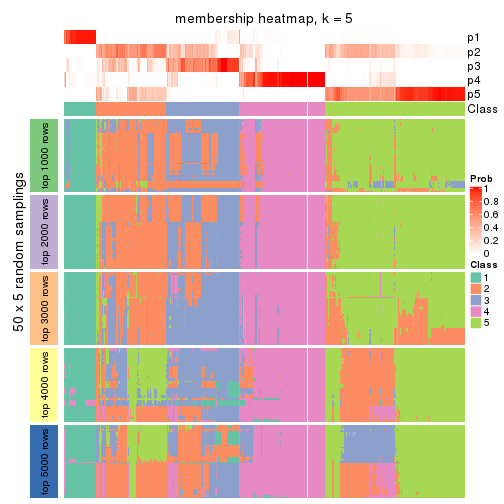 membership heatmap, k = 5
p1
p2
p3
p4
p5
Class
50 x 5 random samplings
top 1000 rows
top 2000 rows
top 3000 rows
top 4000 rows
top 5000 rows
Prob
1
0.8
0.6
0.4
0.2
0
Class
1
2
3
4
5